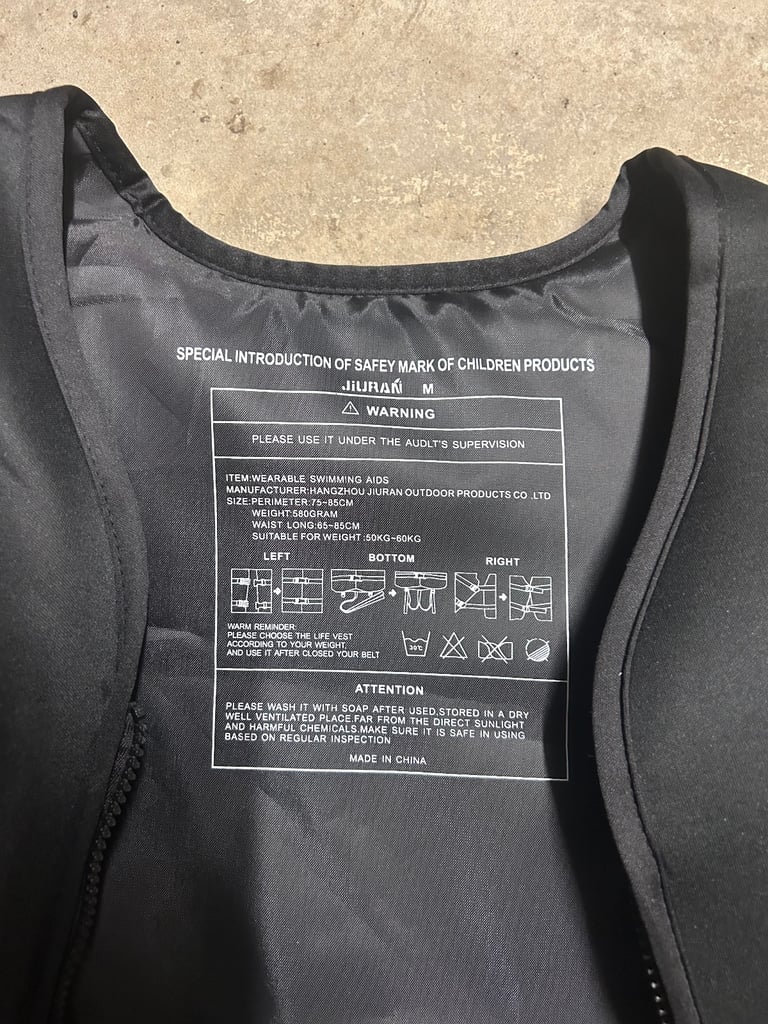 SPECIAL INTRODUCTION OF SAFEY MARK OF CHILDREN PRODUCTS
JIURAN M
WARNING
PLEASE USE IT UNDER THE AUDLT'S SUPERVISION
ITEM:WEARABLE SWIMMING AIDS
MANUFACTURER:HANGZHOU JIURAN OUTDOOR PRODUCTS CO .,LTD
SIZE:PERIMETER:75~85CM
WEIGHT:580GRAM
WAIST LONG:65~85CM
SUITABLE FOR WEIGHT :50KG~60KG
LEFT BOTTOM RIGHT
WARM REMINDER:
PLEASE CHOOSE THE LIFE VEST
ACCORDING TO YOUR WEIGHT,
AND USE IT AFTER CLOSED YOUR BELT
30℃
ATTENTION
PLEASE WASH IT WITH SOAP AFTER USED,STORED IN A DRY
WELL VENTILATED PLACE.FAR FROM THE DIRECT SUNLIGHT
AND HARMFUL CHEMICALS.MAKE SURE IT IS SAFE IN USING
BASED ON REGULAR INSPECTION
MADE IN CHINA